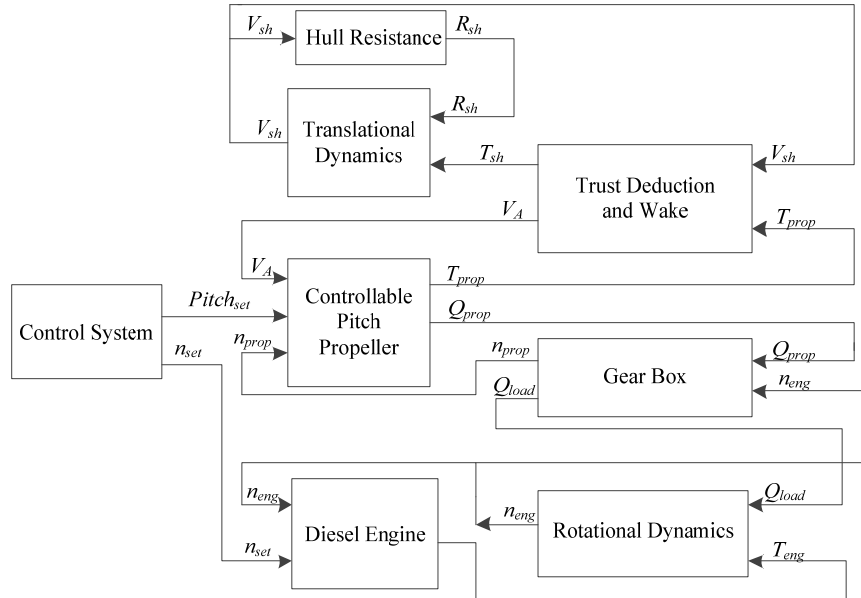 V_sh
Hull Resistance
R_sh
V_sh
Translational
Dynamics
R_sh
T_sh
Trust Deduction
and Wake
V_sh
V_A
T_prop
V_A
Controllable
Pitch
Propeller
T_prop
Control System
Pitch_set
Q_prop
n_set
n_prop
n_prop
Gear Box
Q_prop
Q_load
n_eng
n_eng
Diesel Engine
n_eng
Rotational Dynamics
Q_load
n_set
T_eng